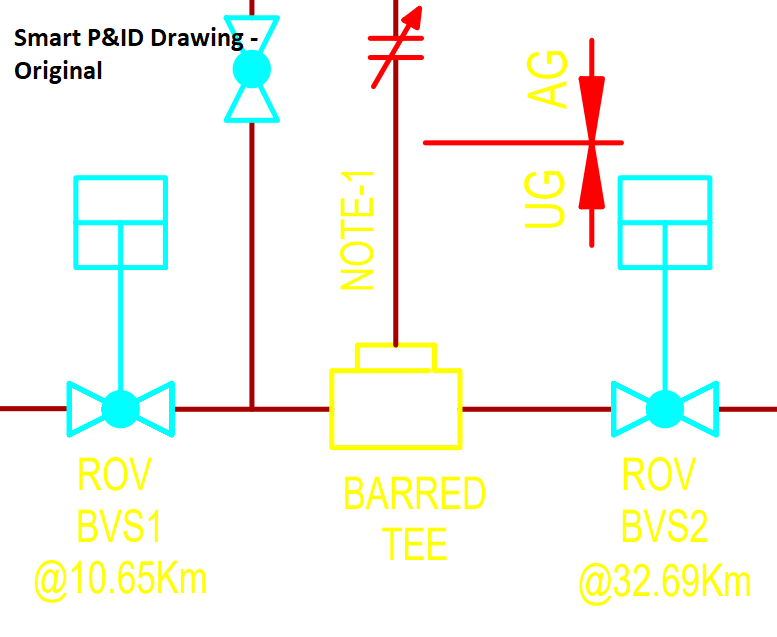 Smart P&ID Drawing -
Original
AG
UG
NOTE-1
ROV
BVS1
@10.65Km
BARRED
TEE
ROV
BVS2
@32.69Km